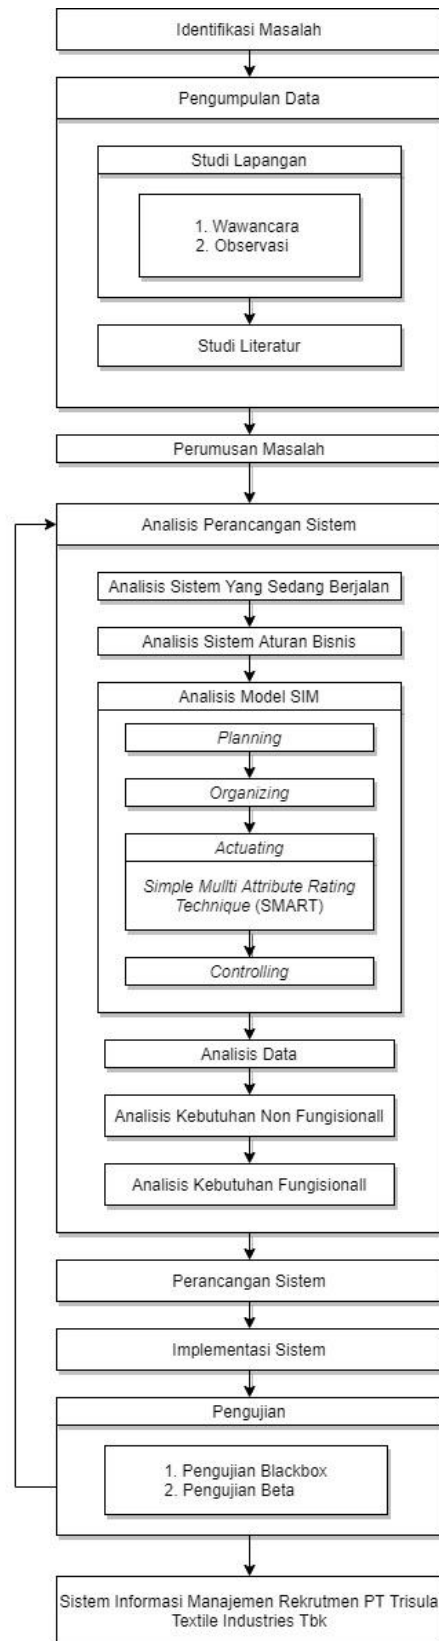 Identifikasi Masalah
Pengumpulan Data
Studi Lapangan
1. Wawancara
2. Observasi
Studi Literatur
Perumusan Masalah
Analisis Perancangan Sistem
Analisis Sistem Yang Sedang Berjalan
Analisis Sistem Aturan Bisnis
Analisis Model SIM
Planning
Organizing
Actuating
Simple Mullti Attribute Rating
Technique (SMART)
Controlling
Analisis Data
Analisis Kebutuhan Non Fungisionall
Analisis Kebutuhan Fungisionall
Perancangan Sistem
Implementasi Sistem
Pengujian
1. Pengujian Blackbox
2. Pengujian Beta
Sistem Informasi Manajemen Rekrutmen PT Trisula
Textile Industries Tbk